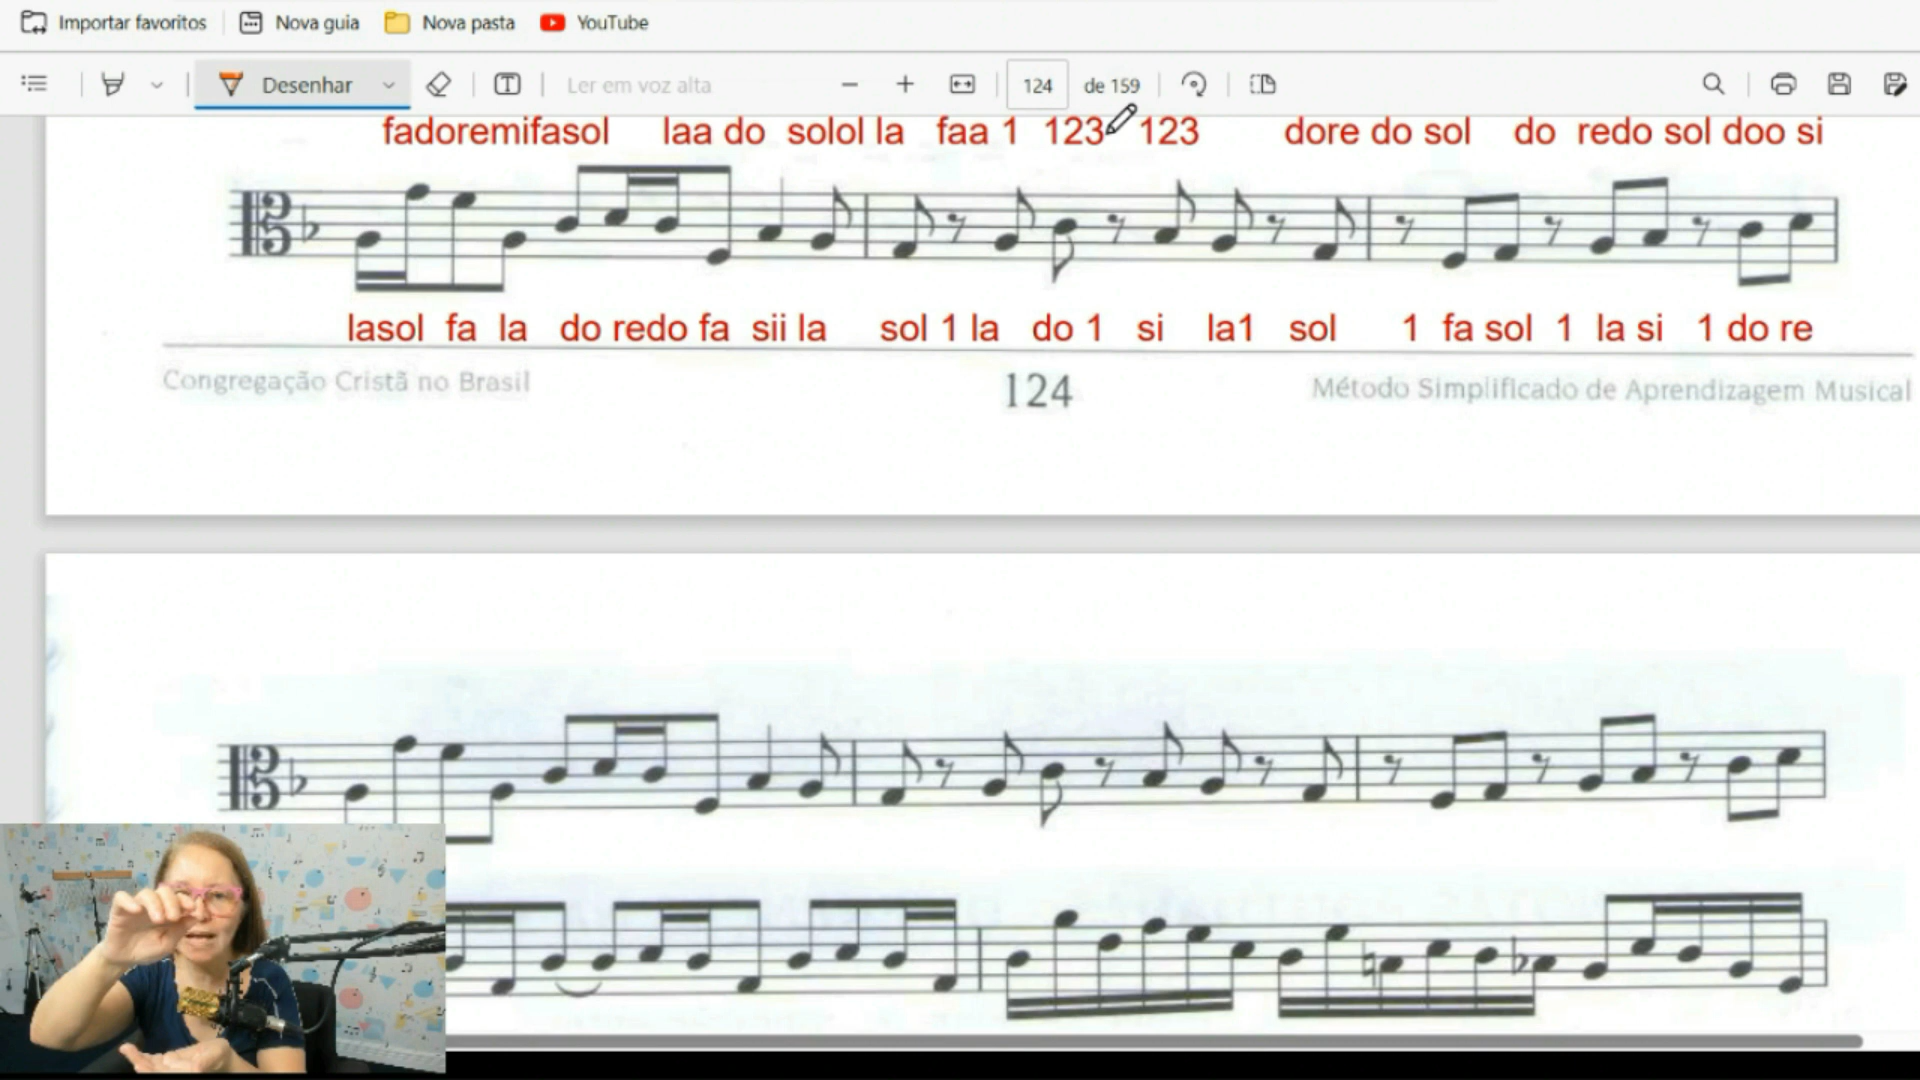 Importar favoritos Nova guia Nova pasta YouTube
Desenhar Ler em voz alta 124 de 159
fadoremifasol laa do solol la faa 1 123 123 dore do sol do redo sol doo si
lasol fa la do redo fa sii la sol 1 la do 1 si la1 sol 1 fa sol 1 la si 1 do re
Congregação Cristã no Brasil 124 Método Simplificado de Aprendizagem Musical